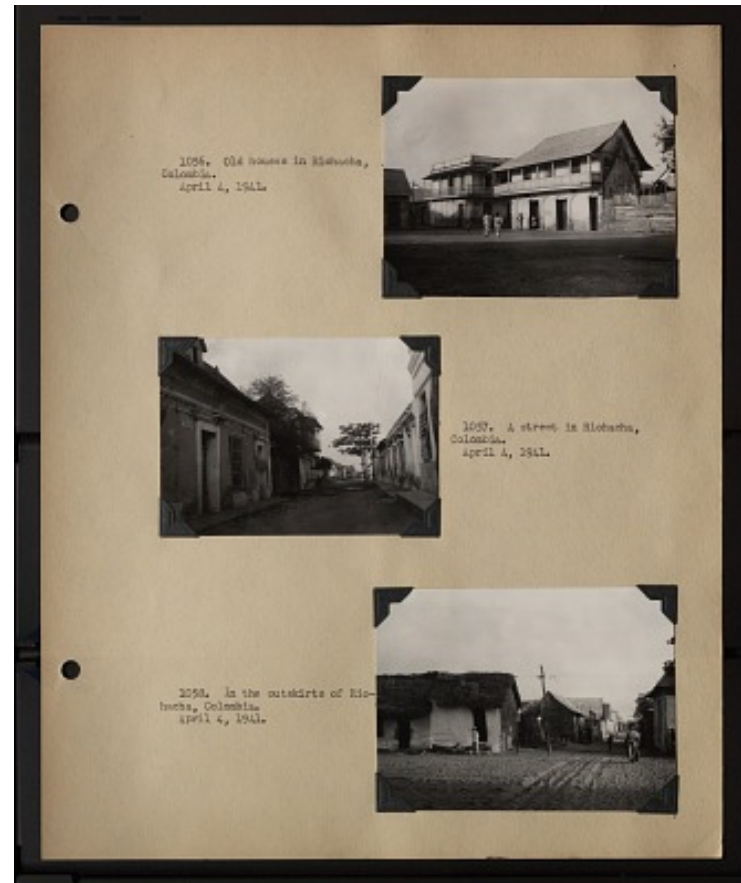 1056. Old houses in Riohacha,
Colombia.
April 4, 1941.
1057. A street in Riohacha,
Colombia.
April 4, 1941.
1058. In the outskirts of Rio-
hacha, Colombia.
April 4, 1941.